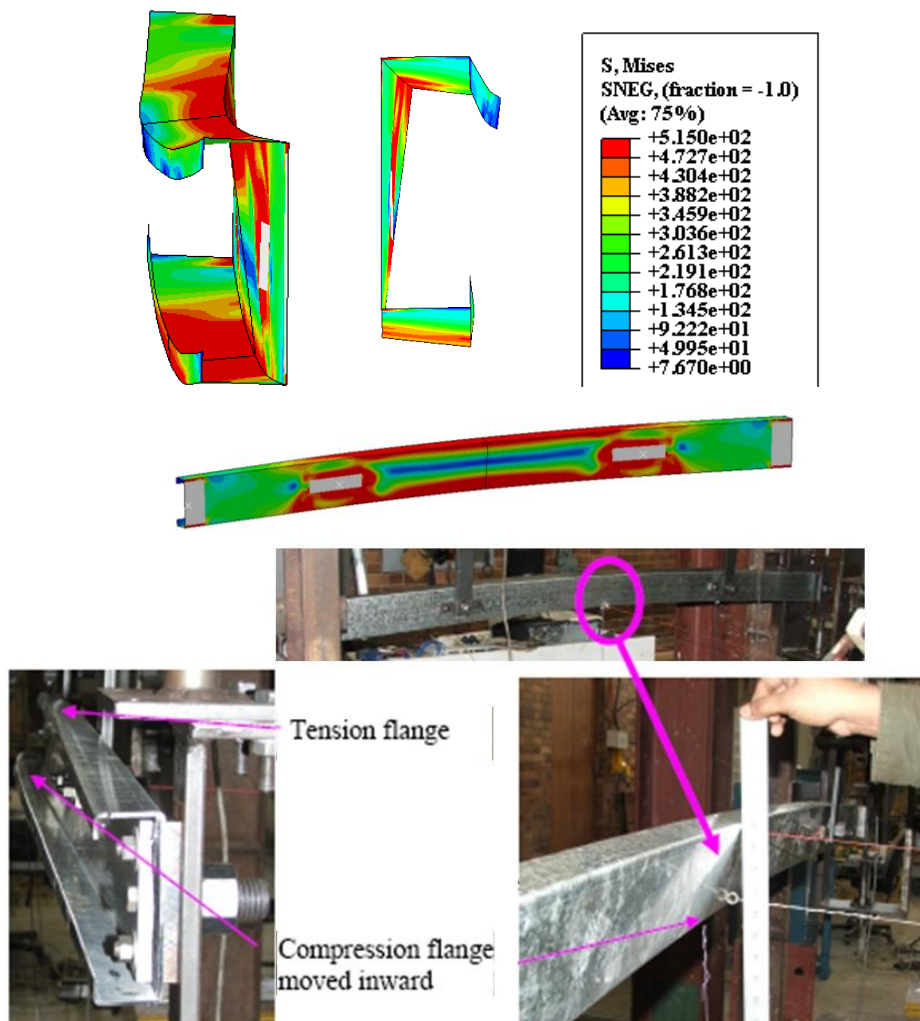 S, Mises
SNEG, (fraction = -1.0)
(Avg: 75%)
+5.150e+02
+4.727e+02
+4.304e+02
+3.882e+02
+3.459e+02
+3.036e+02
+2.613e+02
+2.191e+02
+1.768e+02
+1.345e+02
+9.222e+01
+4.995e+01
+7.670e+00
Tension flange
Compression flange
moved inward